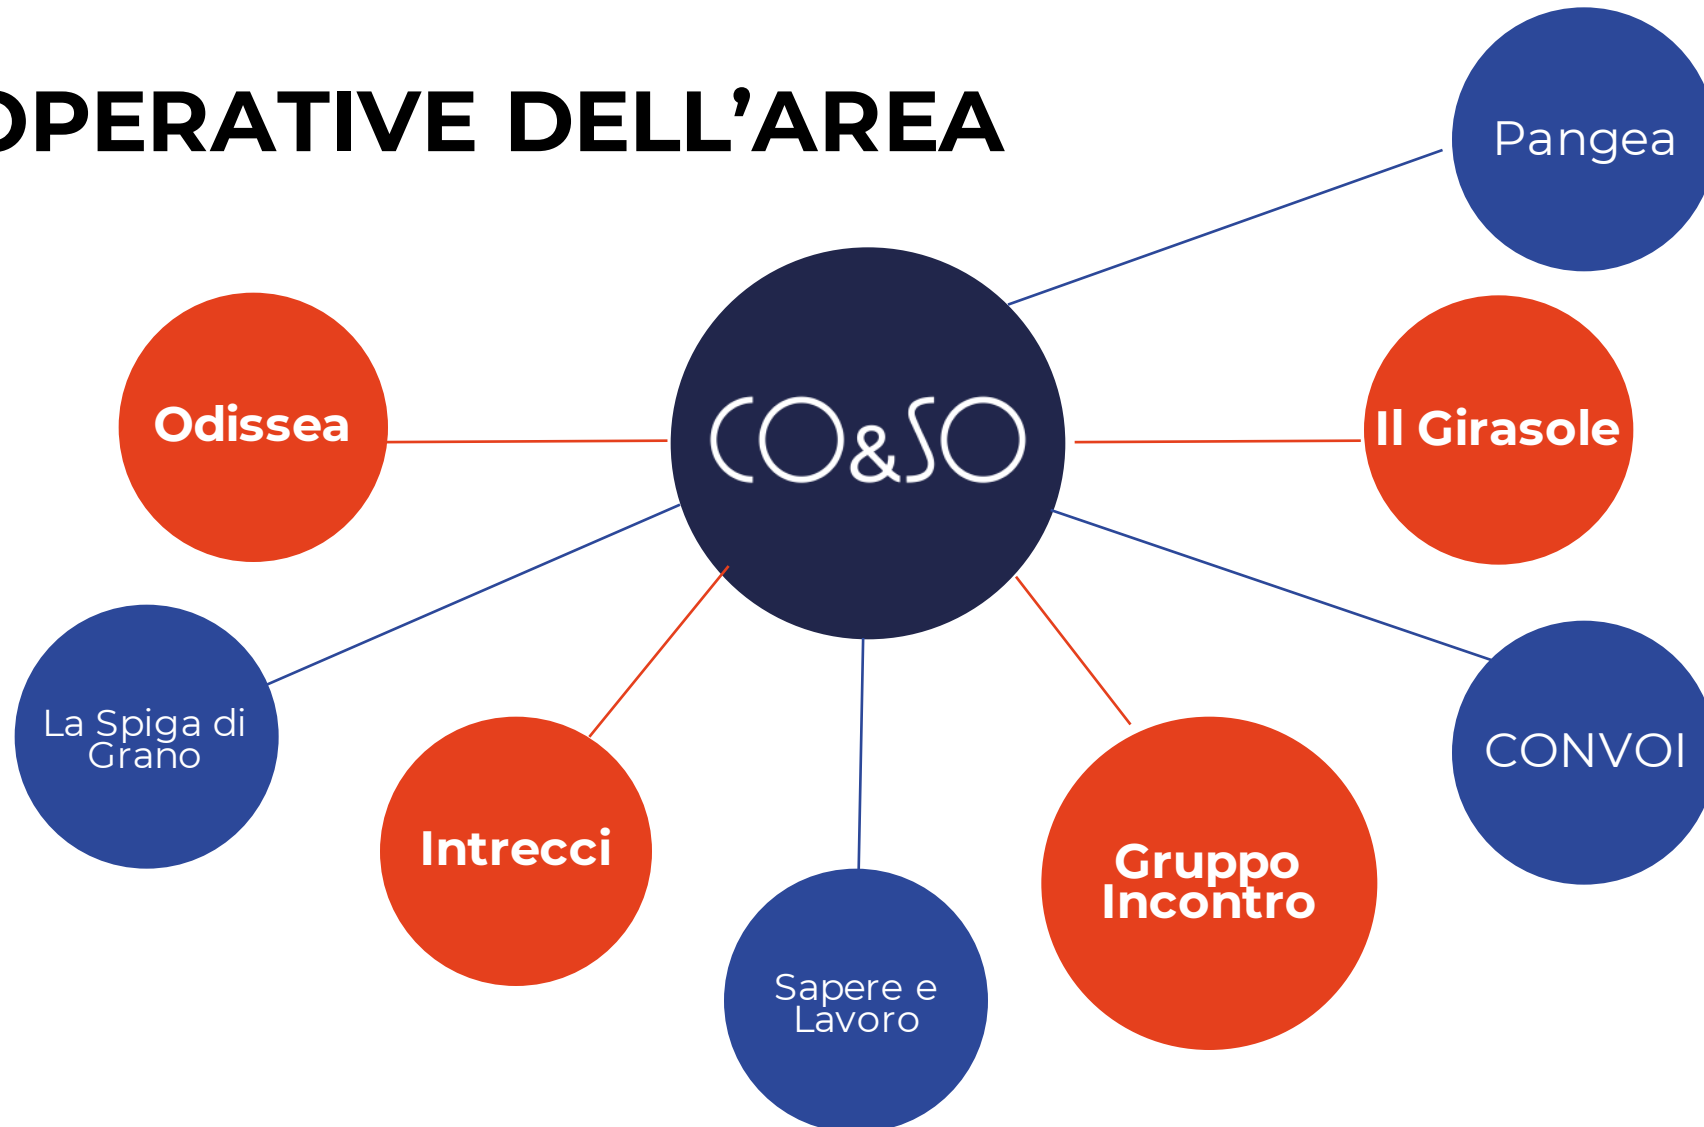 OPERATIVE DELL’AREA
Pangea
CO&SO
Odissea
Il Girasole
La Spiga di
Grano
Intrecci
Gruppo
Incontro
CONVOI
Sapere e
Lavoro